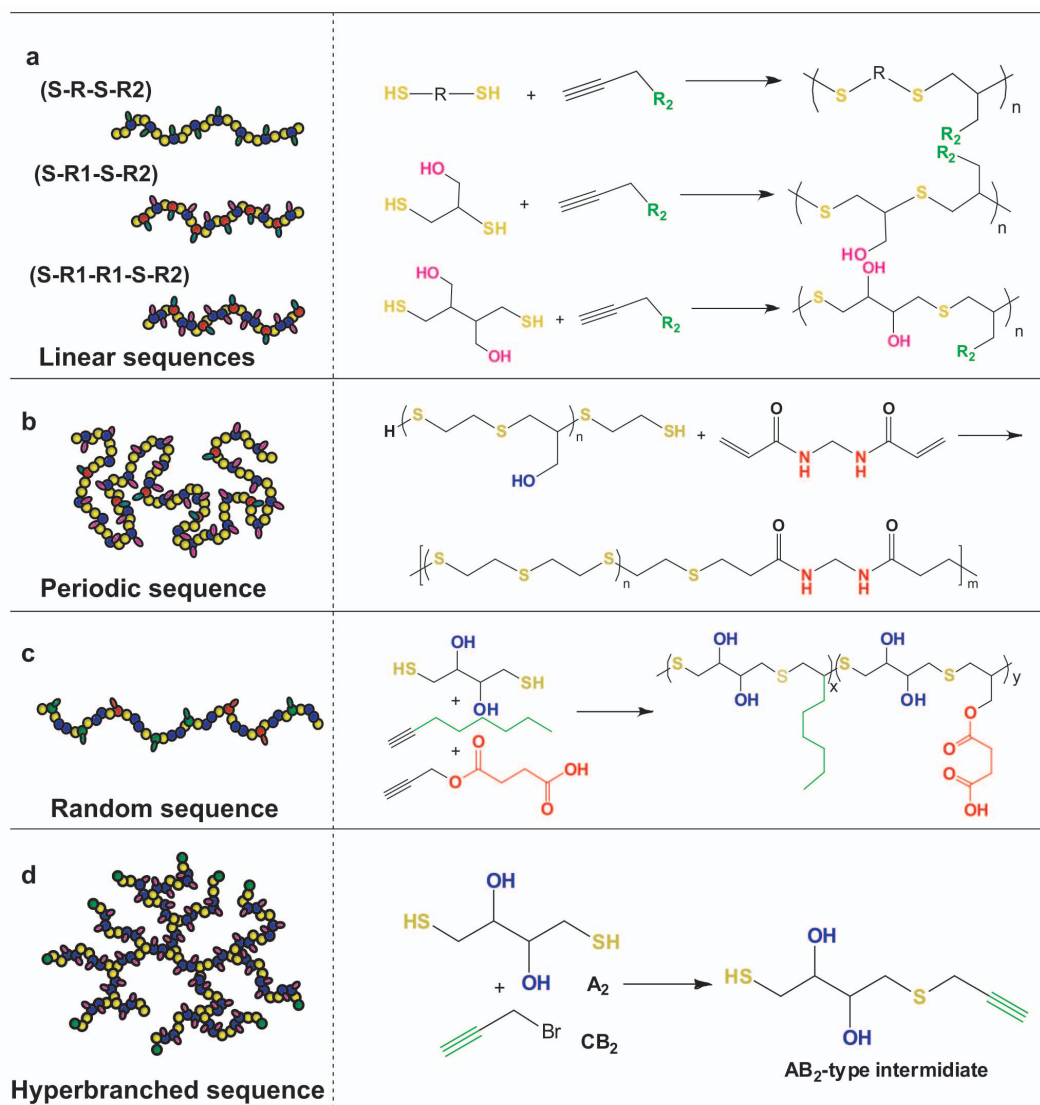 a
(S-R-S-R2)
HS R SH + R2 S R S n R2
(S-R1-S-R2)
HO HS SH + R2 R2 S S n HO
(S-R1-R1-S-R2)
HO HS SH OH + R2 OH S S n OH R2
Linear sequences
b
H S S n S SH + O O N H N H
HO
Periodic sequence
S S S n S O N H N H O m
c
OH HS SH OH
+
+
O O OH O
OH S S x OH OH S S y OH O O O OH
Random sequence
d
OH
HS SH
OH A2
+
Br CB2
OH HS S OH
AB2-type intermidiate
Hyperbranched sequence